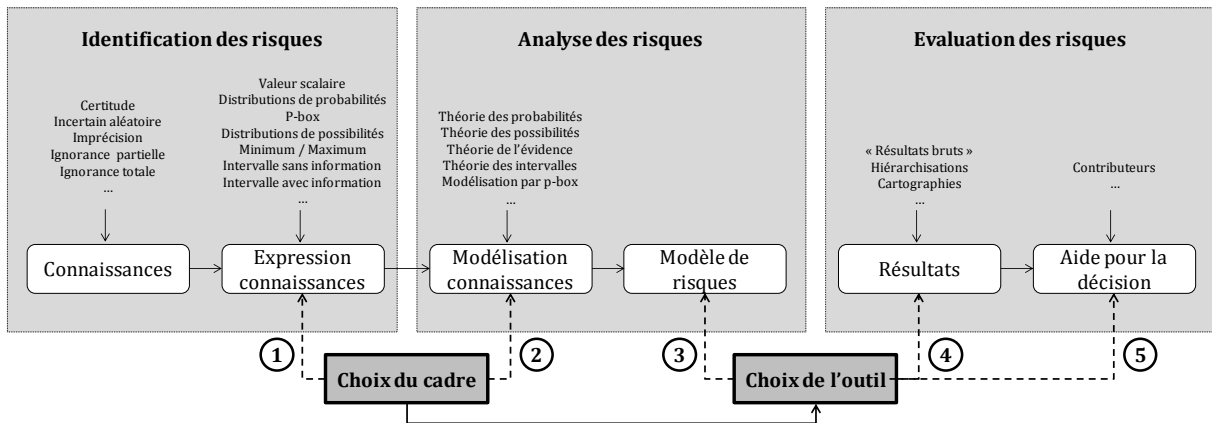 Identification des risques
Certitude
Incertain aléatoire
Imprécision
Ignorance partielle
Ignorance totale
...
Valeur scalaire
Distributions de probabilités
P-box
Distributions de possibilités
Minimum / Maximum
Intervalle sans information
Intervalle avec information
...
Connaissances
Expression
connaissances
Analyse des risques
Théorie des probabilités
Théorie des possibilités
Théorie de l'évidence
Théorie des intervalles
Modélisation par p-box
...
Modélisation
connaissances
Modèle de
risques
Evaluation des risques
« Résultats bruts »
Hiérarchisations
Cartographies
...
Contributeurs
...
Résultats
Aide pour la
décision
1
2
3
4
5
Choix du cadre
Choix de l'outil